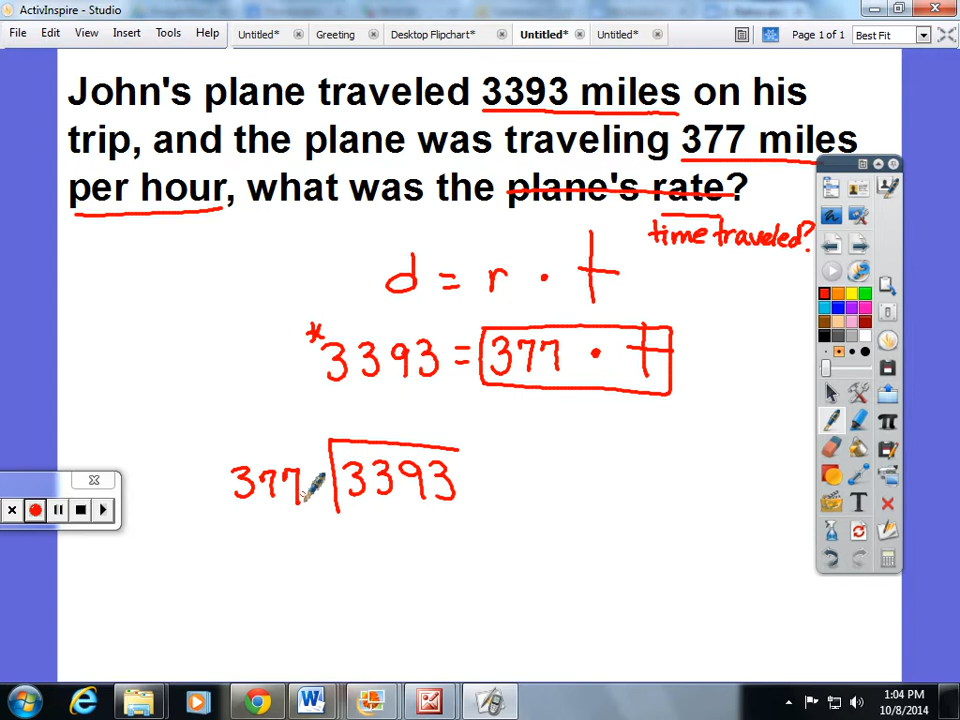 ActivInspire - Studio
File Edit View Insert Tools Help Untitled* Greeting Desktop Flipchart* Untitled* Untitled* Page 1 of 1 Best Fit
John's plane traveled 3393 miles on his
trip, and the plane was traveling 377 miles
per hour, what was the plane's rate?
time traveled?
d = r · t
*3393 = 377 · t
377 3393
1:04 PM
10/8/2014